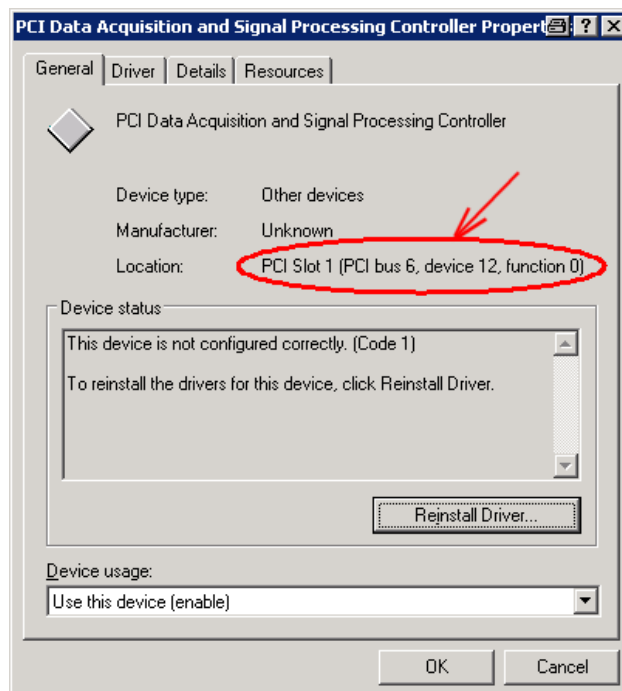 PCI Data Acquisition and Signal Processing Controller Propert
General
Driver
Details
Resources
PCI Data Acquisition and Signal Processing Controller
Device type: Other devices
Manufacturer: Unknown
Location: PCI Slot 1 (PCI bus 6, device 12, function 0)
Device status
This device is not configured correctly. (Code 1)
To reinstall the drivers for this device, click Reinstall Driver.
Reinstall Driver...
Device usage:
Use this device (enable)
OK
Cancel